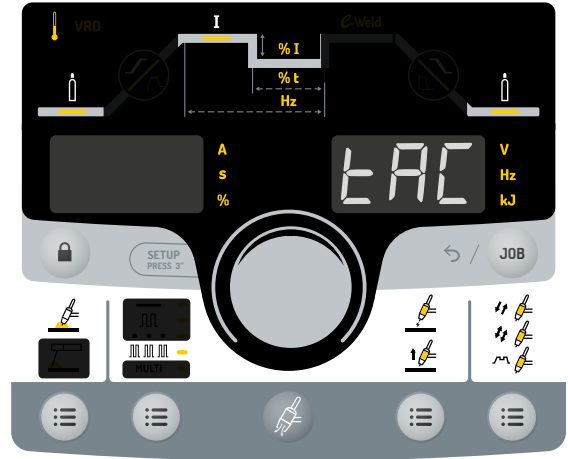 I
VRD
e-Weld
% I
% t
Hz
A
s
%
tAC
V
Hz
kJ
SETUP
PRESS 3"
JOB
MULTI